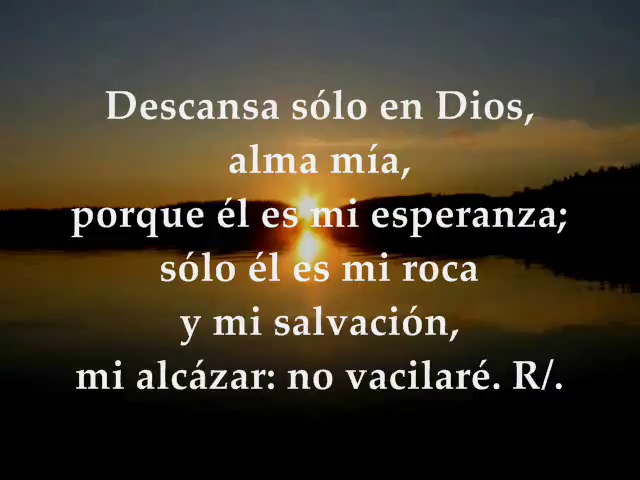 Descansa sólo en Dios,
alma mía,
porque él es mi esperanza;
sólo él es mi roca
y mi salvación,
mi alcázar: no vacilaré. R/.